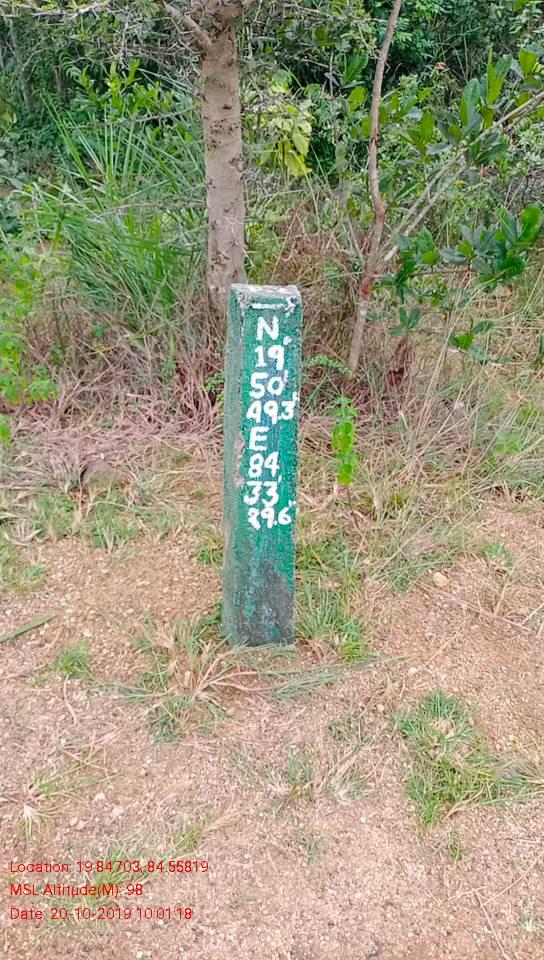 N
19°
50'
49.3"
E
84
33'
29.6"
Location: 19.84703, 84.55819
MSL Altitude(M): 98
Date: 20-10-2019 10:01:18